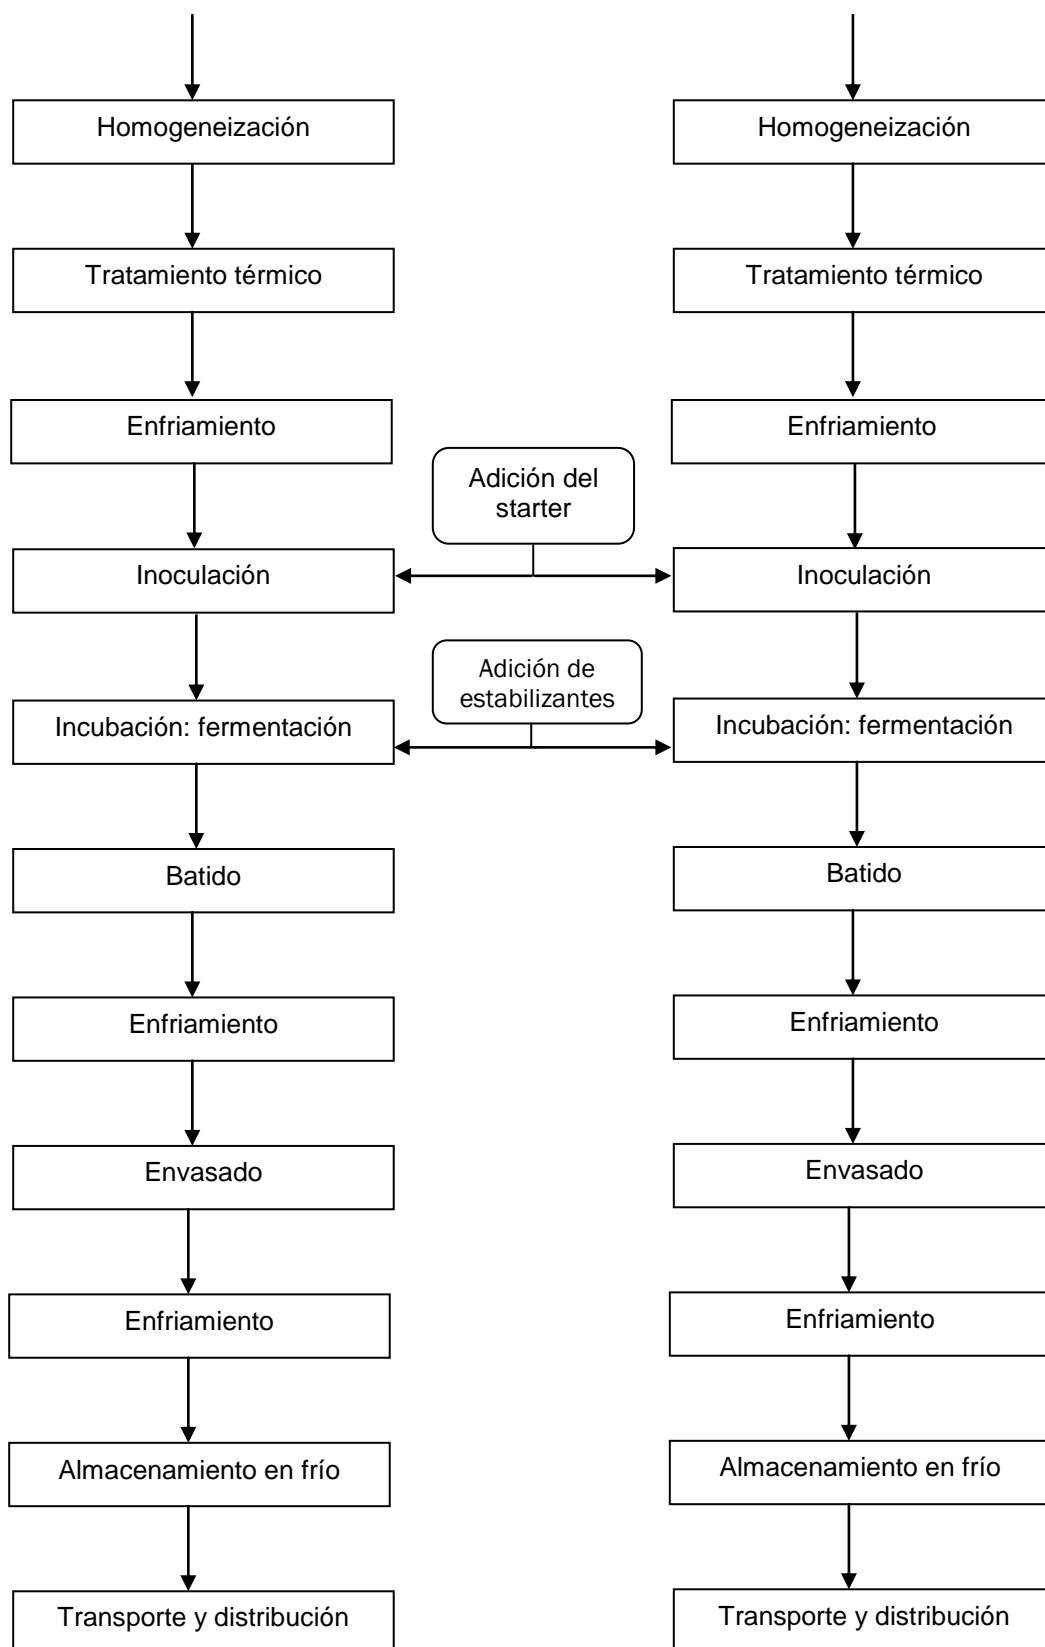 Homogeneización
Homogeneización
Tratamiento térmico
Tratamiento térmico
Enfriamiento
Enfriamiento
Adición del
starter
Inoculación
Inoculación
Adición de
estabilizantes
Incubación: fermentación
Incubación: fermentación
Batido
Batido
Enfriamiento
Enfriamiento
Envasado
Envasado
Enfriamiento
Enfriamiento
Almacenamiento en frío
Almacenamiento en frío
Transporte y distribución
Transporte y distribución